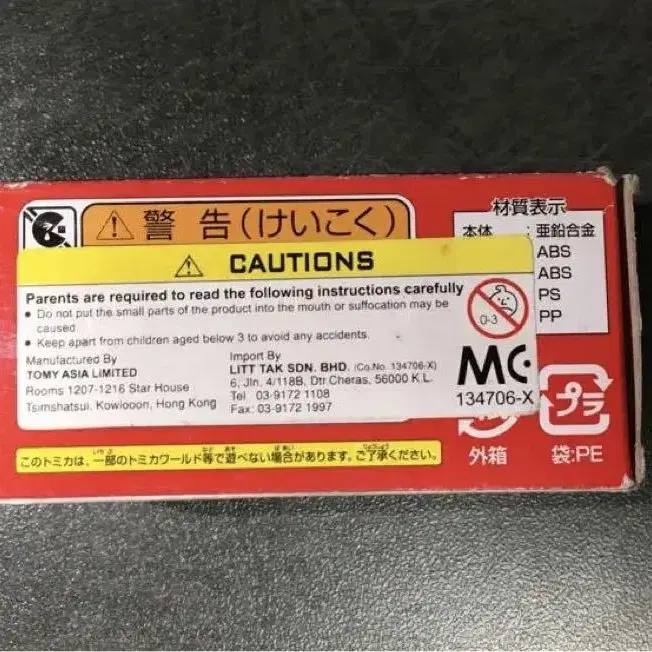 ⚠ 警告(けいこく)
材質表示
本体 : 亜鉛合金
ABS
ABS
PS
PP
⚠ CAUTIONS
Parents are required to read the following instructions carefully
• Do not put the small parts of the product into the mouth or suffocation may be
caused.
• Keep apart from children aged below 3 to avoid any accidents.
0-3
Manufactured By
TOMY ASIA LIMITED
Rooms 1207-1216 Star House
Tsimshatsui, Kowlooon, Hong Kong
Import By
LITT TAK SDN. BHD. (Co.No. 134706-X)
6, Jln. 4/118B, Dtr Cheras, 56000 K.L.
Tel 03-9172 1108
Fax: 03-9172 1997
MC
134706-X
プラ
外箱
袋:PE
このトミカは、一部のトミカワールド等で遊べない場合があります。ご了承ください。